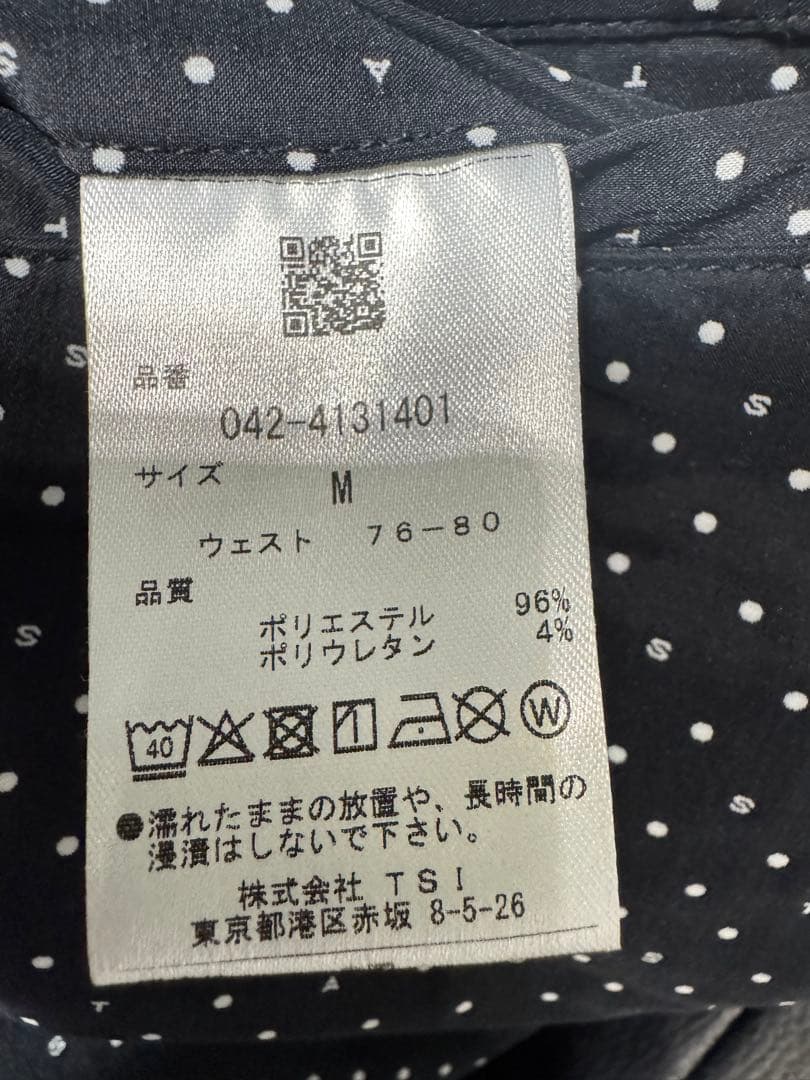 品番
042-4131401
サイズ
M
ウェスト 76-80
品質
ポリエステル 96%
ポリウレタン 4%
40
W
●濡れたままの放置や、長時間の
浸漬はしないで下さい。
株式会社 TSI
東京都港区赤坂 8-5-26
S
A
T
T
T
S
S
S
S
S
T
A
S
S